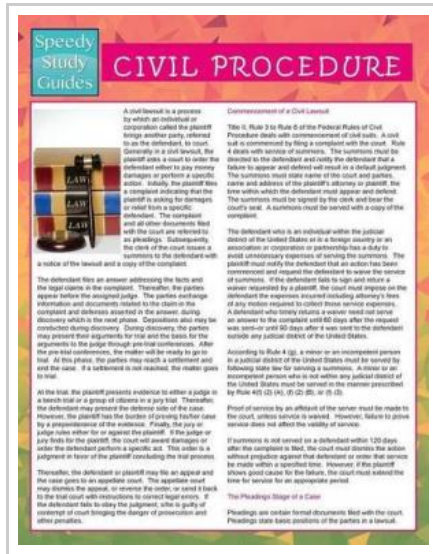 Speedy
Study
Guides
CIVIL PROCEDURE
A civil lawsuit is a process
by which an individual or
corporation called the plaintiff
brings another party, referred
to as the defendant, to court.
Generally in a civil lawsuit, the
plaintiff asks a court to order the
defendant either to pay money
damages or perform a specific
action. Initially, the plaintiff files
a complaint indicating that the
plaintiff is asking for damages
or relief from a specific
defendant. The complaint
and all other documents filed
with the court are referred to
as pleadings. Subsequently,
the clerk of the court issues
a summons to the defendant with
a notice of the lawsuit and a copy of the complaint.
LAW
LAW
The defendant files an answer addressing the facts and
the legal claims in the complaint. Thereafter, the parties
appear before the assigned judge. The parties exchange
information and documents related to the claim in the
complaint and defenses asserted in the answer, during
discovery which is the next phase. Depositions also may be
conducted during discovery. During discovery, the parties
may present their arguments for trial and the basis for the
arguments to the judge through pre-trial conferences. After
the pre-trial conferences, the matter will be ready to go to
trial. At this phase, the parties may reach a settlement and
end the case. If a settlement is not reached, the matter goes
to trial.
At the trial, the plaintiff presents evidence to either a judge in
a bench trial or a group of citizens in a jury trial. Thereafter,
the defendant may present the defense side of the case.
However, the plaintiff has the burden of proving his/her case
by a preponderance of the evidence. Finally, the jury or
judge rules either for or against the plaintiff. If the judge or
jury finds for the plaintiff, the court will award damages or
order the defendant perform a specific act. This order is a
judgment in favor of the plaintiff concluding the trial process.
Thereafter, the defendant or plaintiff may file an appeal and
the case goes to an appellate court. The appellate court
may dismiss the appeal, or reverse the order, or send it back
to the trial court with instructions to correct legal errors. If
the defendant fails to obey the judgment, s/he is guilty of
contempt of court bringing the danger of prosecution and
other penalties.
Commencement of a Civil Lawsuit
Title II, Rule 3 to Rule 6 of the Federal Rules of Civil
Procedure deals with commencement of civil suits. A civil
suit is commenced by filing a complaint with the court. Rule
4 deals with service of summons. The summons must be
directed to the defendant and notify the defendant that a
failure to appear and defend will result in a default judgment.
The summons must state name of the court and parties,
name and address of the plaintiff's attorney or plaintiff, the
time within which the defendant must appear and defend.
The summons must be signed by the clerk and bear the
court's seal. A summons must be served with a copy of the
complaint.
The defendant who is an individual within the judicial
district of the United States or in a foreign country or an
association or corporation or partnership has a duty to
avoid unnecessary expenses of serving the summons. The
plaintiff must notify the defendant that an action has been
commenced and request the defendant to waive the service
of summons. If the defendant fails to sign and return a
waiver requested by a plaintiff, the court must impose on the
defendant the expenses incurred including attorney's fees
of any motion required to collect those service expenses.
A defendant who timely returns a waiver need not serve
an answer to the complaint until 60 days after the request
was sent–or until 90 days after it was sent to the defendant
outside any judicial district of the United States.
According to Rule 4 (g), a minor or an incompetent person
in a judicial district of the United States must be served by
following state law for serving a summons. A minor or an
incompetent person who is not within any judicial district of
the United States must be served in the manner prescribed
by Rule 4(f) (2) (A), (f) (2) (B), or (f) (3).
Proof of service by an affidavit of the server must be made to
the court, unless service is waived. However, failure to prove
service does not affect the validity of service.
If summons is not served on a defendant within 120 days
after the complaint is filed, the court must dismiss the action
without prejudice against that defendant or order that service
be made within a specified time. However, if the plaintiff
shows good cause for the failure, the court must extend the
time for service for an appropriate period.
The Pleadings Stage of a Case
Pleadings are certain formal documents filed with the court.
Pleadings state basic positions of the parties in a lawsuit.